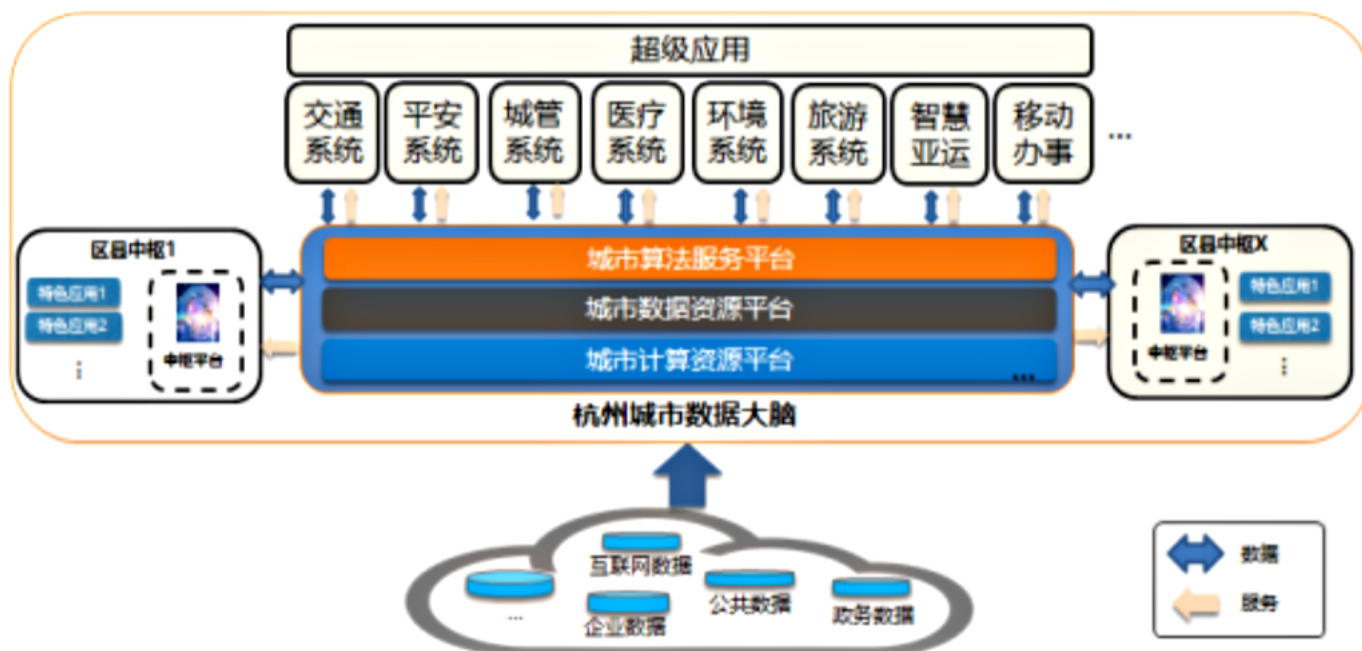 超级应用
交通系统
平安系统
城管系统
医疗系统
环境系统
旅游系统
智慧亚运
移动办事
...
区县中枢1
特色应用1
特色应用2
⋮
中枢平台
城市算法服务平台
城市数据资源平台
城市计算资源平台
...
区县中枢X
中枢平台
特色应用1
特色应用2
⋮
杭州城市数据大脑
互联网数据
...
企业数据
公共数据
政务数据
数据
服务